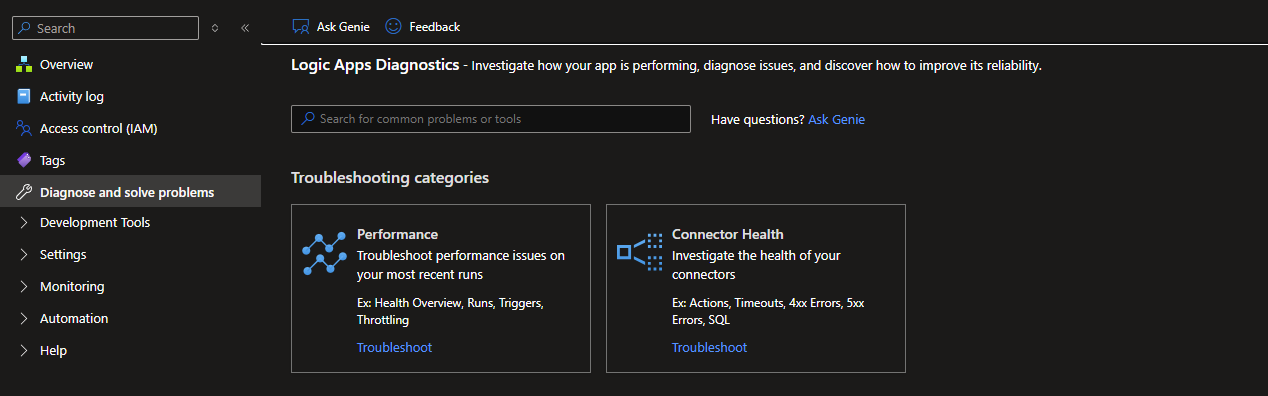 Search
Overview
Activity log
Access control (IAM)
Tags
Diagnose and solve problems
Development Tools
Settings
Monitoring
Automation
Help
Ask Genie
Feedback
Logic Apps Diagnostics - Investigate how your app is performing, diagnose issues, and discover how to improve its reliability.
Search for common problems or tools
Have questions? Ask Genie
Troubleshooting categories
Performance
Troubleshoot performance issues on
your most recent runs
Ex: Health Overview, Runs, Triggers,
Throttling
Troubleshoot
Connector Health
Investigate the health of your
connectors
Ex: Actions, Timeouts, 4xx Errors, 5xx
Errors, SQL
Troubleshoot